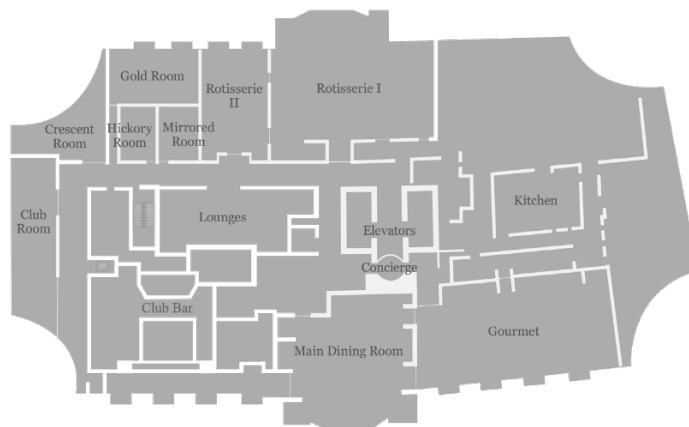 Gold Room
Rotisserie
II
Rotisserie I
Crescent
Room
Hickory
Room
Mirrored
Room
Club
Room
Lounges
Elevators
Kitchen
Concierge
Club Bar
Main Dining Room
Gourmet